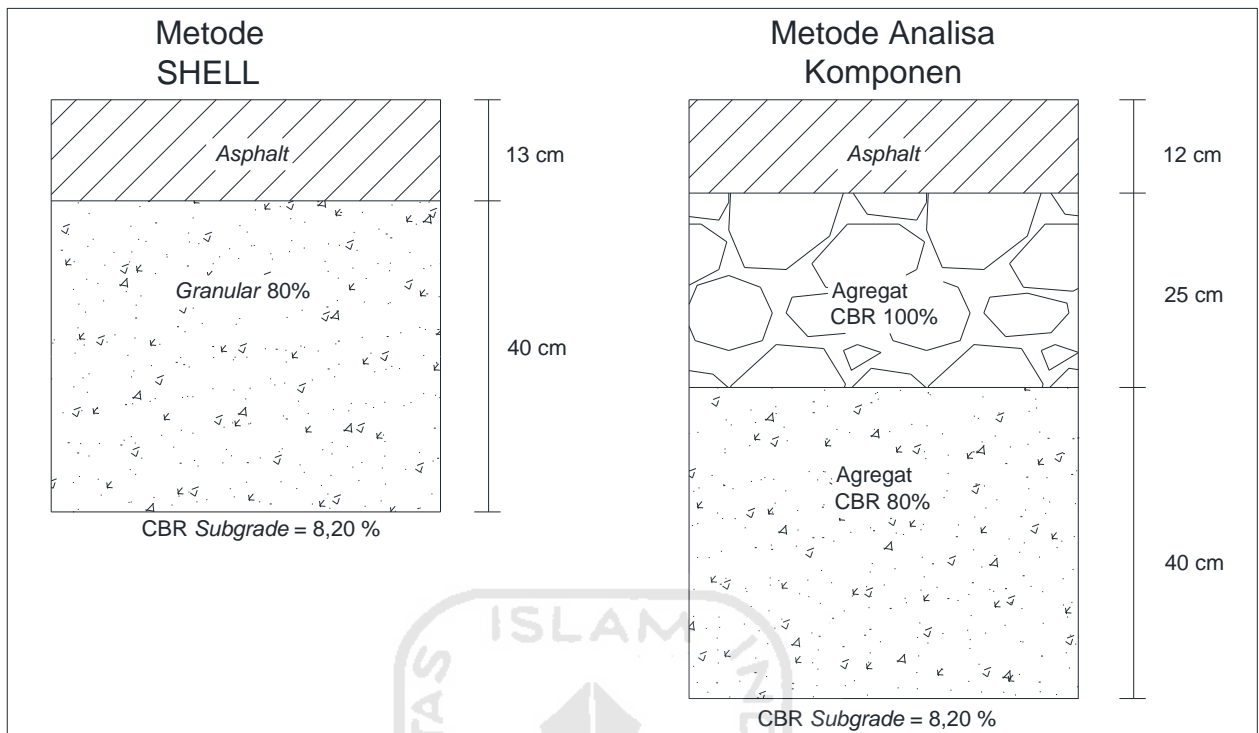 Metode
SHELL
Asphalt
13 cm
Granular 80%
40 cm
CBR Subgrade = 8,20 %
Metode Analisa
Komponen
Asphalt
12 cm
Agregat
CBR 100%
25 cm
Agregat
CBR 80%
40 cm
CBR Subgrade = 8,20 %
ISLAM
TAS